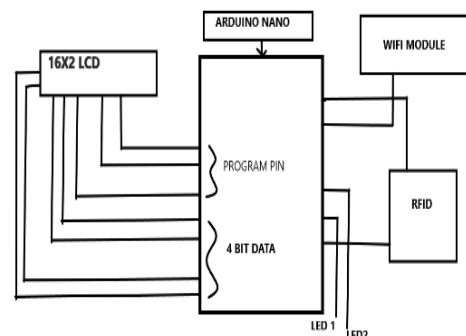 ARDUINO NANO
WIFI MODULE
16X2 LCD
PROGRAM PIN
RFID
4 BIT DATA
LED 1
LED2